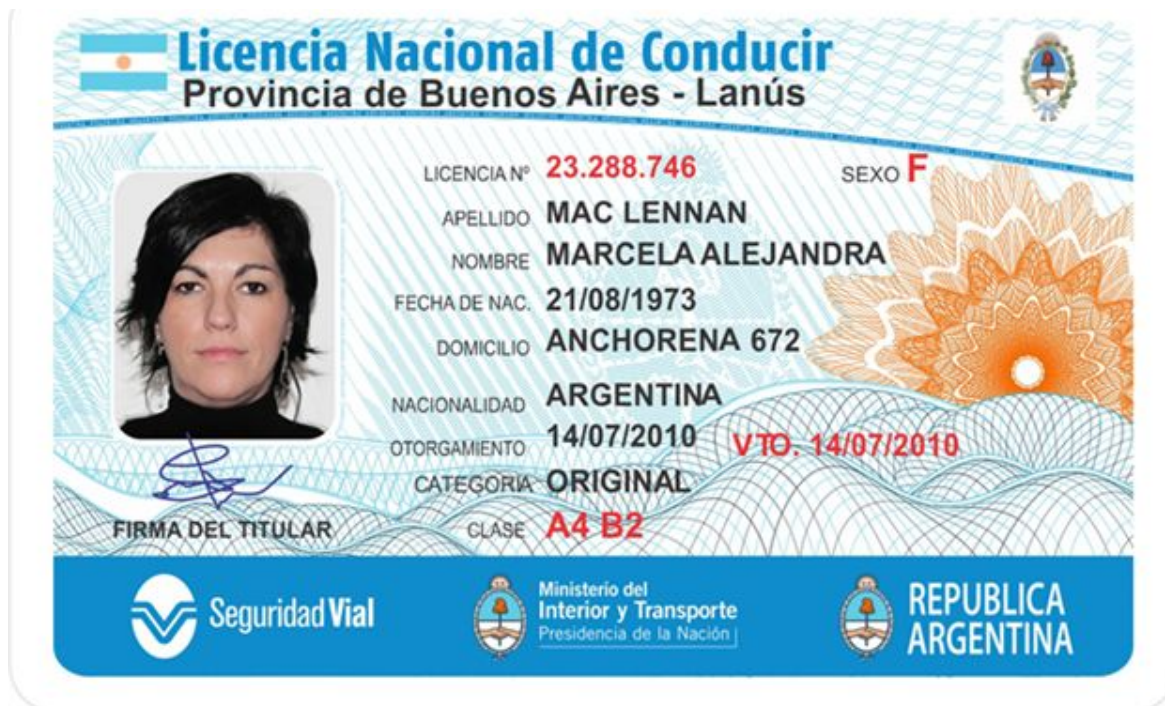 Licencia Nacional de Conducir
Provincia de Buenos Aires - Lanús
LICENCIA Nº 23.288.746 SEXO F
APELLIDO MAC LENNAN
NOMBRE MARCELA ALEJANDRA
FECHA DE NAC. 21/08/1973
DOMICILIO ANCHORENA 672
NACIONALIDAD ARGENTINA
OTORGAMIENTO 14/07/2010 VTO. 14/07/2010
CATEGORIA ORIGINAL
FIRMA DEL TITULAR CLASE A4 B2
Seguridad Vial
Ministerio del
Interior y Transporte
Presidencia de la Nación
REPUBLICA
ARGENTINA